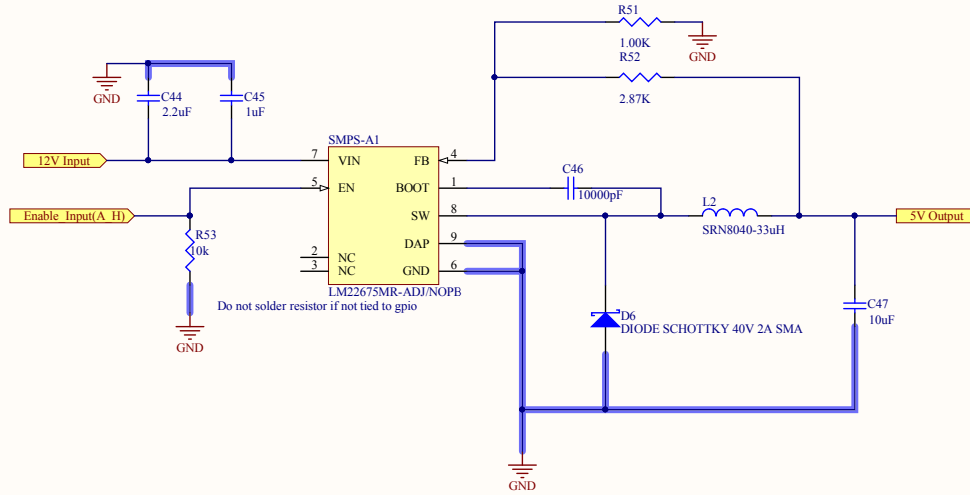 R51
1.00K
GND
R52
2.87K
GND
C44
2.2uF
C45
1uF
SMPS-A1
12V Input
7
VIN
FB
4
C46
10000pF
5
EN
BOOT
1
Enable_Input(A_H)
SW
8
L2
SRN8040-33uH
5V Output
R53
10k
DAP
9
2
NC
3
NC
GND
6
LM22675MR-ADJ/NOPB
Do not solder resistor if not tied to gpio
GND
D6
DIODE SCHOTTKY 40V 2A SMA
C47
10uF
GND